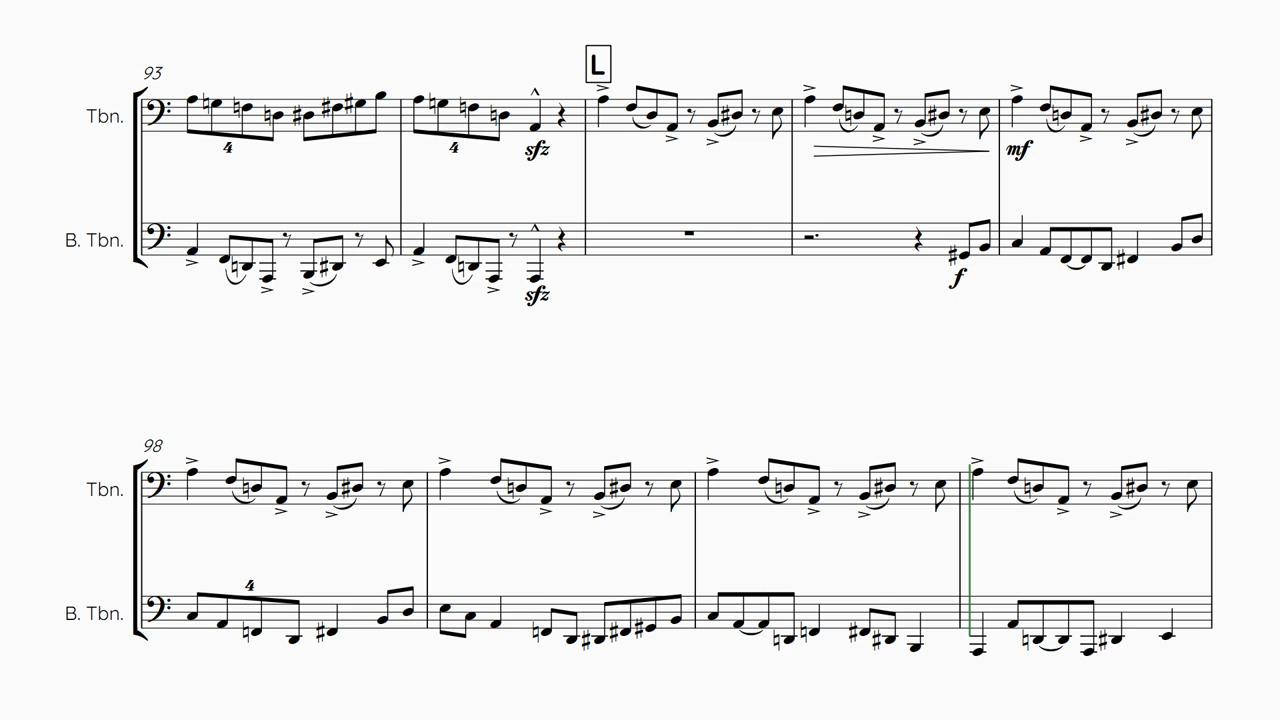 L
93
Tbn.
4 4 sfz mf
B. Tbn.
sfz f
98
Tbn.
4
B. Tbn.